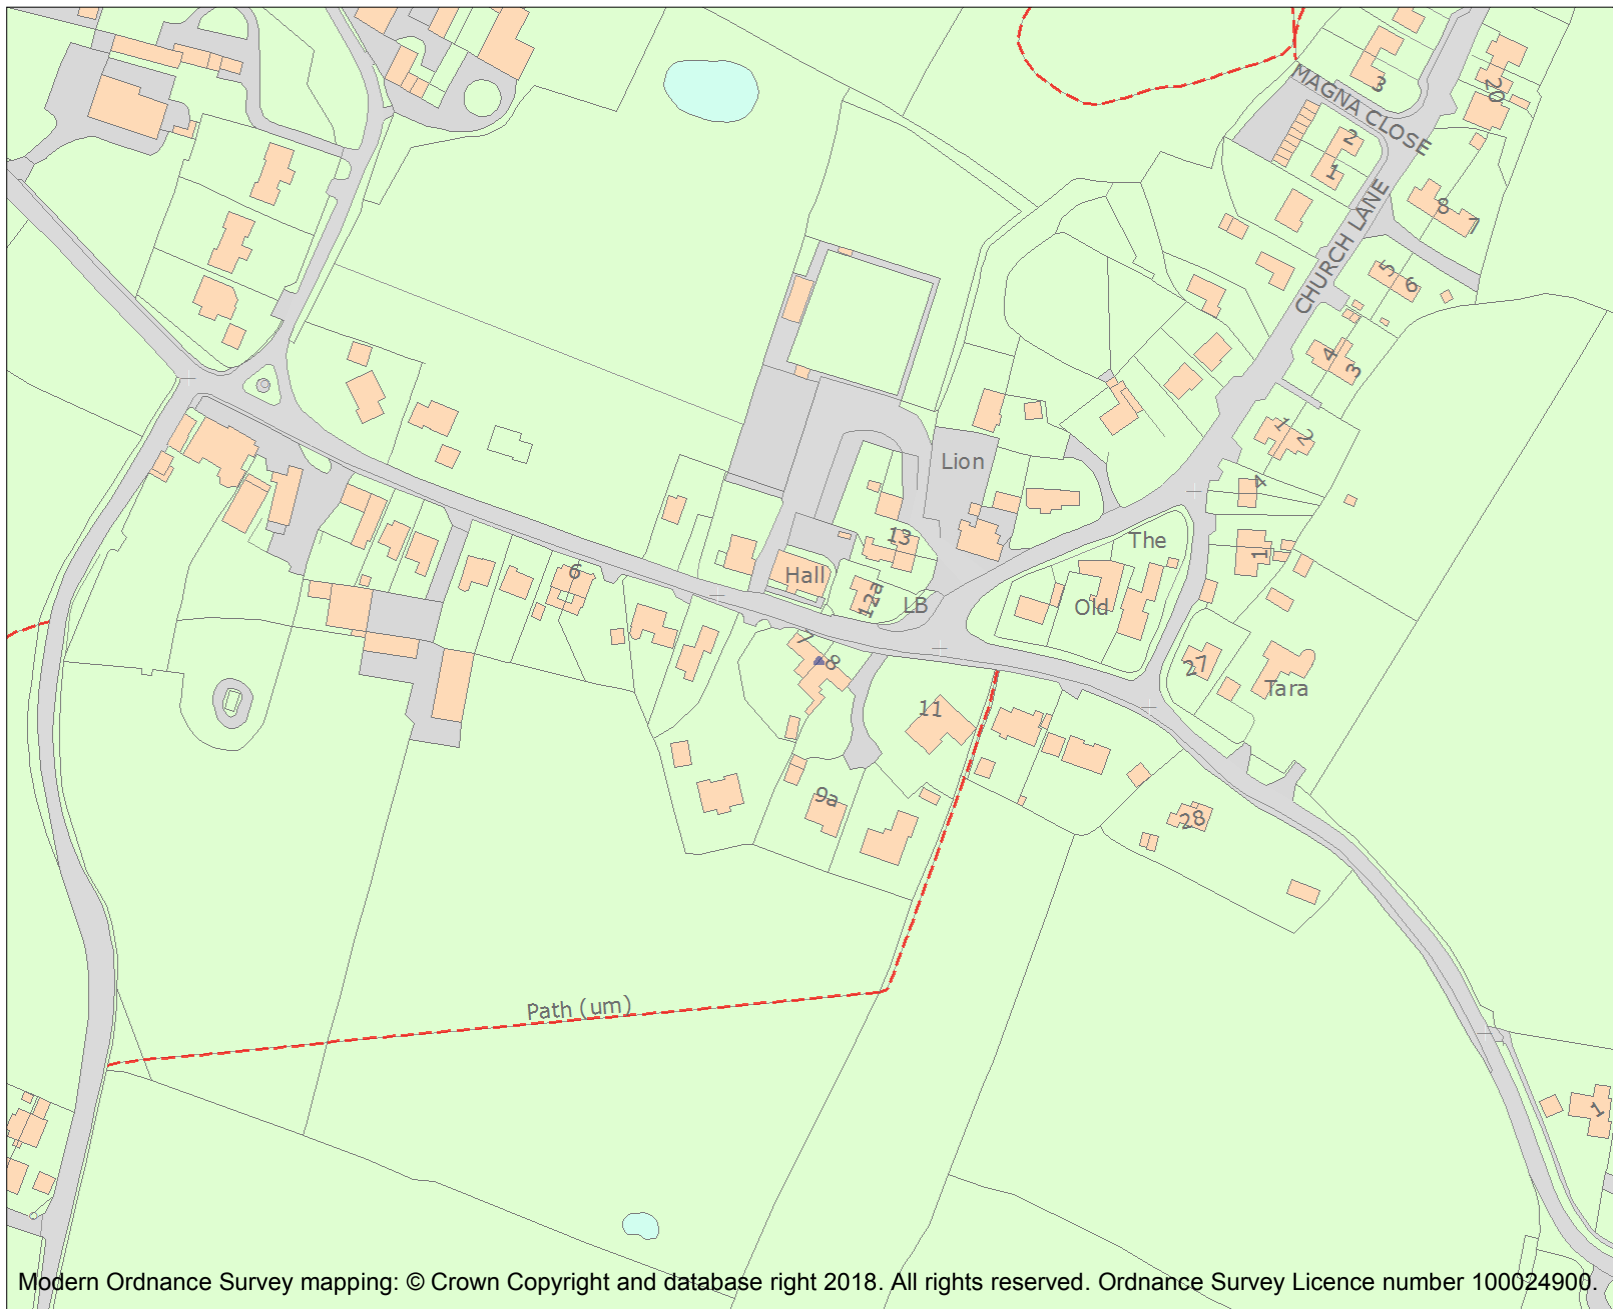 3
20
MAGNA CLOSE
2
1
8
7
CHURCH LANE
5
6
4
3
1
2
Lion
4
13
The
1
Hall
6
12a
LB
Old
7
8
27
Tara
11
9a
28
Path (um)
1
Modern Ordnance Survey mapping: © Crown Copyright and database right 2018. All rights reserved. Ordnance Survey Licence number 100024900.